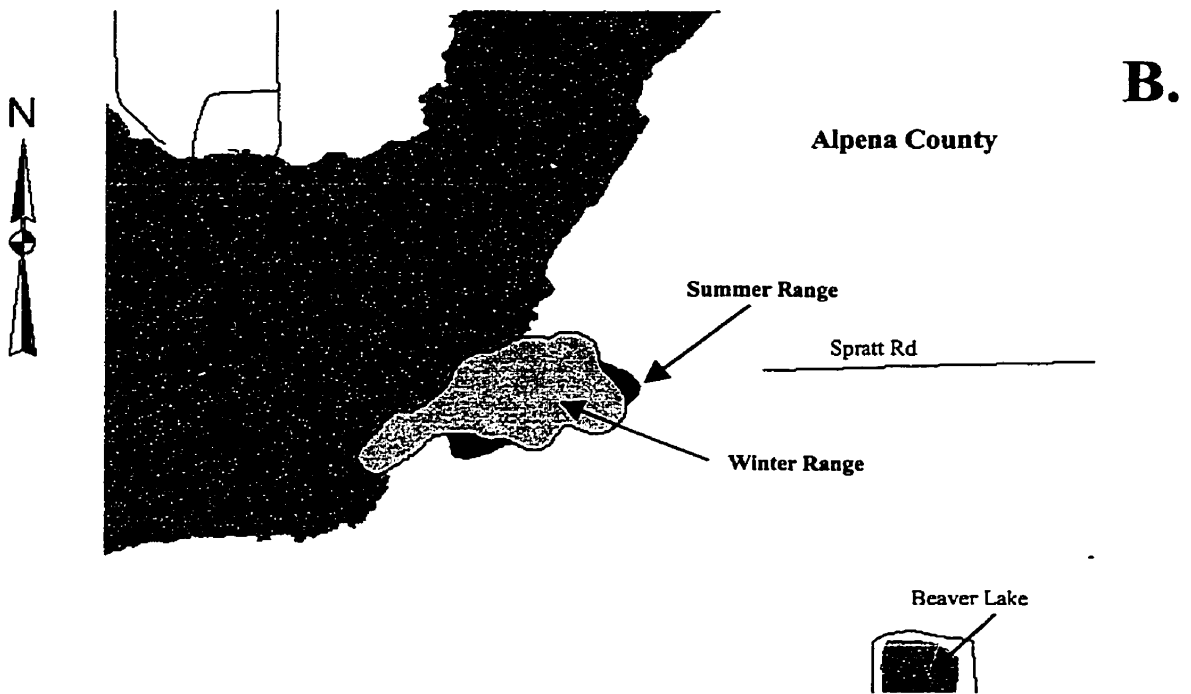 B.
N
Alpena County
Summer Range
Spratt Rd
Winter Range
Beaver Lake